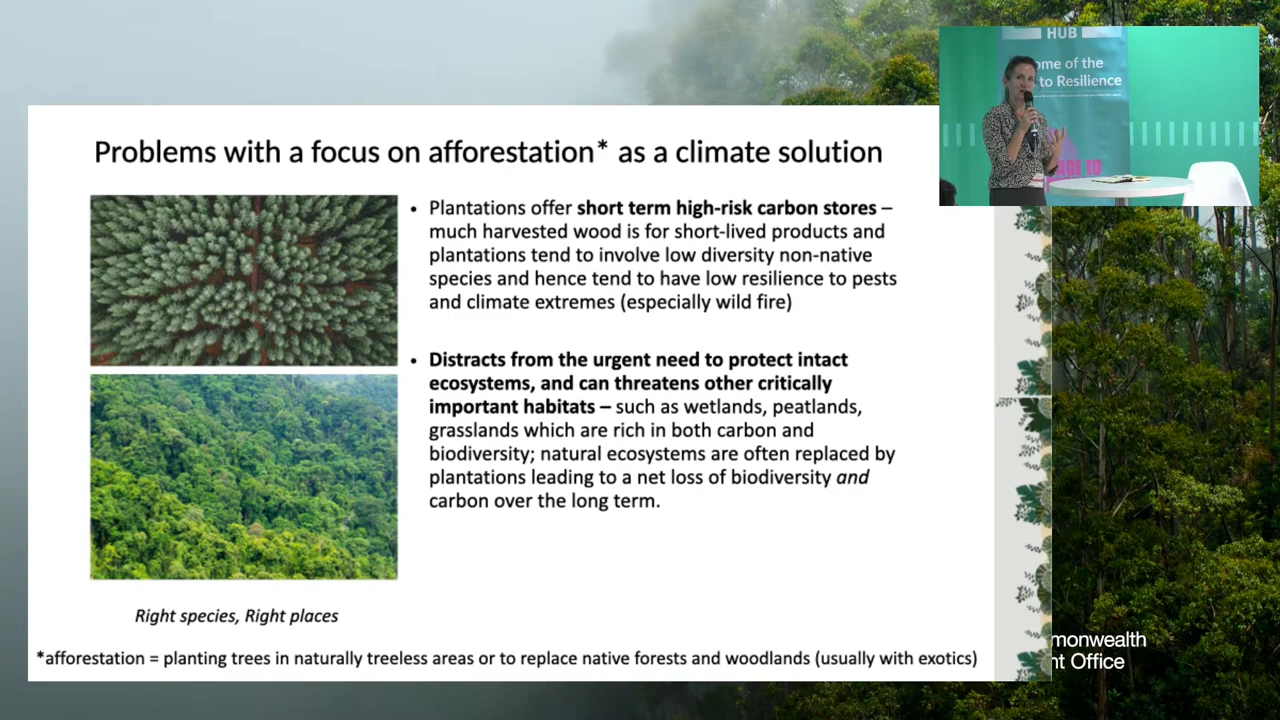 Problems with a focus on afforestation* as a climate solution
• Plantations offer short term high-risk carbon stores –
much harvested wood is for short-lived products and
plantations tend to involve low diversity non-native
species and hence tend to have low resilience to pests
and climate extremes (especially wild fire)
• Distracts from the urgent need to protect intact
ecosystems, and can threatens other critically
important habitats – such as wetlands, peatlands,
grasslands which are rich in both carbon and
biodiversity; natural ecosystems are often replaced by
plantations leading to a net loss of biodiversity and
carbon over the long term.
Right species, Right places
*afforestation = planting trees in naturally treeless areas or to replace native forests and woodlands (usually with exotics)
HUB
ome of the
to Resilience
TO
monwealth
nt Office